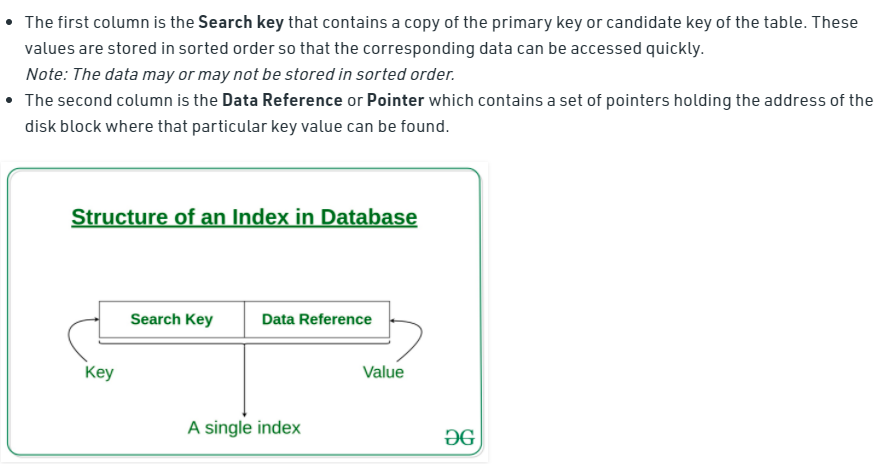 • The first column is the Search key that contains a copy of the primary key or candidate key of the table. These
values are stored in sorted order so that the corresponding data can be accessed quickly.
Note: The data may or may not be stored in sorted order.
• The second column is the Data Reference or Pointer which contains a set of pointers holding the address of the
disk block where that particular key value can be found.
Structure of an Index in Database
Search Key Data Reference
Key Value
A single index